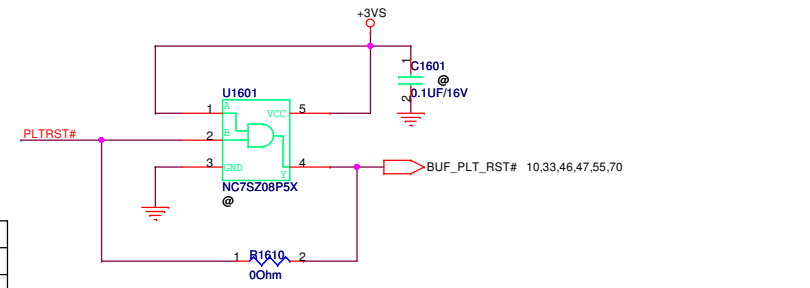 +3VS
1
C1601
@
2
0.1UF/16V
U1601
1
A
VCC
5
PLTRST#
2
B
3
GND
Y
4
BUF_PLT_RST# 10,33,46,47,55,70
NC7SZ08P5X
@
1
R1610
2
0Ohm